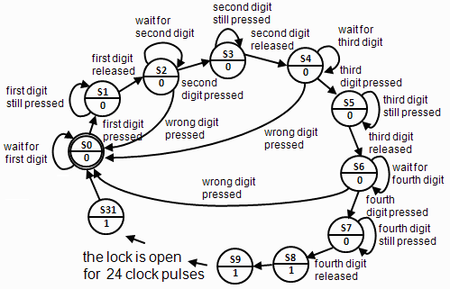 wait for
second digit
second digit
still pressed
second digit
released
wait for
third digit
first digit
released
first digit
still pressed
S1
0
S2
0
S3
0
S4
0
third
digit pressed
second
digit pressed
S5
0
third digit
still pressed
first digit
pressed
wrong digit
pressed
wrong digit
pressed
third digit
released
wait for
first digit
S0
0
S6
0
wait for
fourth digit
wrong digit
pressed
fourth
digit pressed
S31
1
S7
0
fourth digit
still pressed
the lock is open
for 24 clock pulses
S9
1
S8
1
fourth digit
released